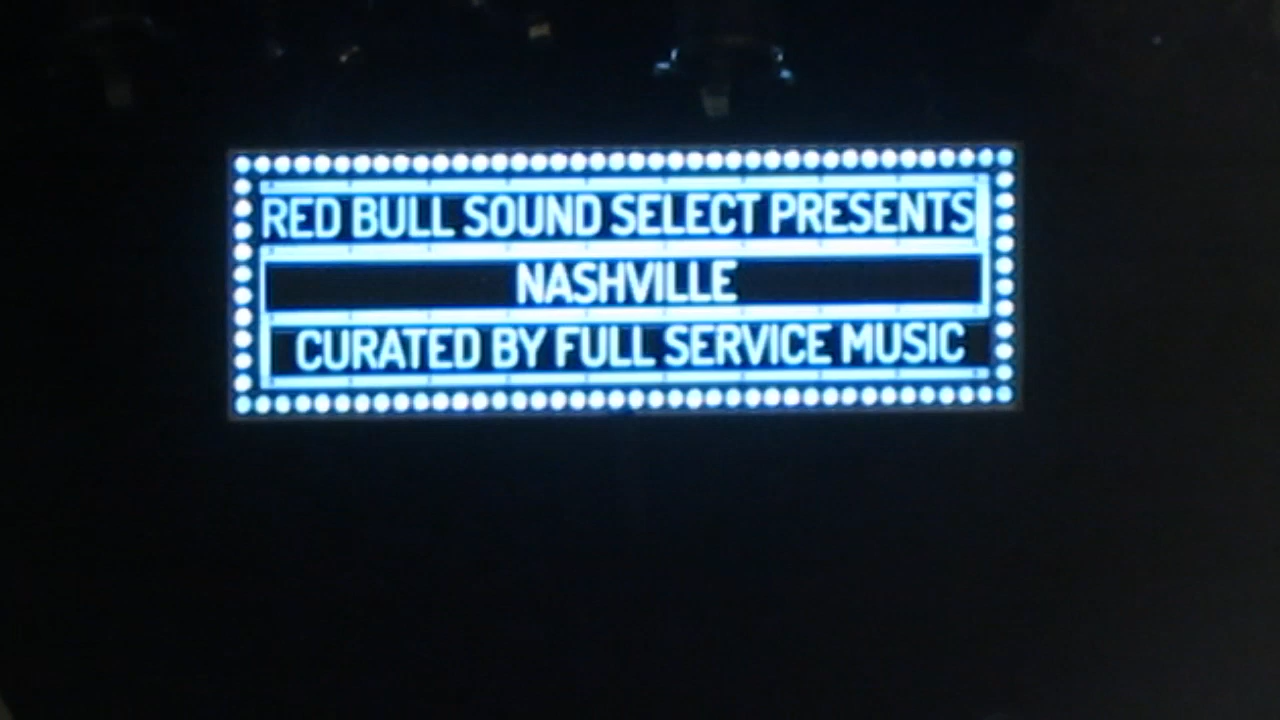 RED BULL SOUND SELECT PRESENTS
NASHVILLE
CURATED BY FULL SERVICE MUSIC